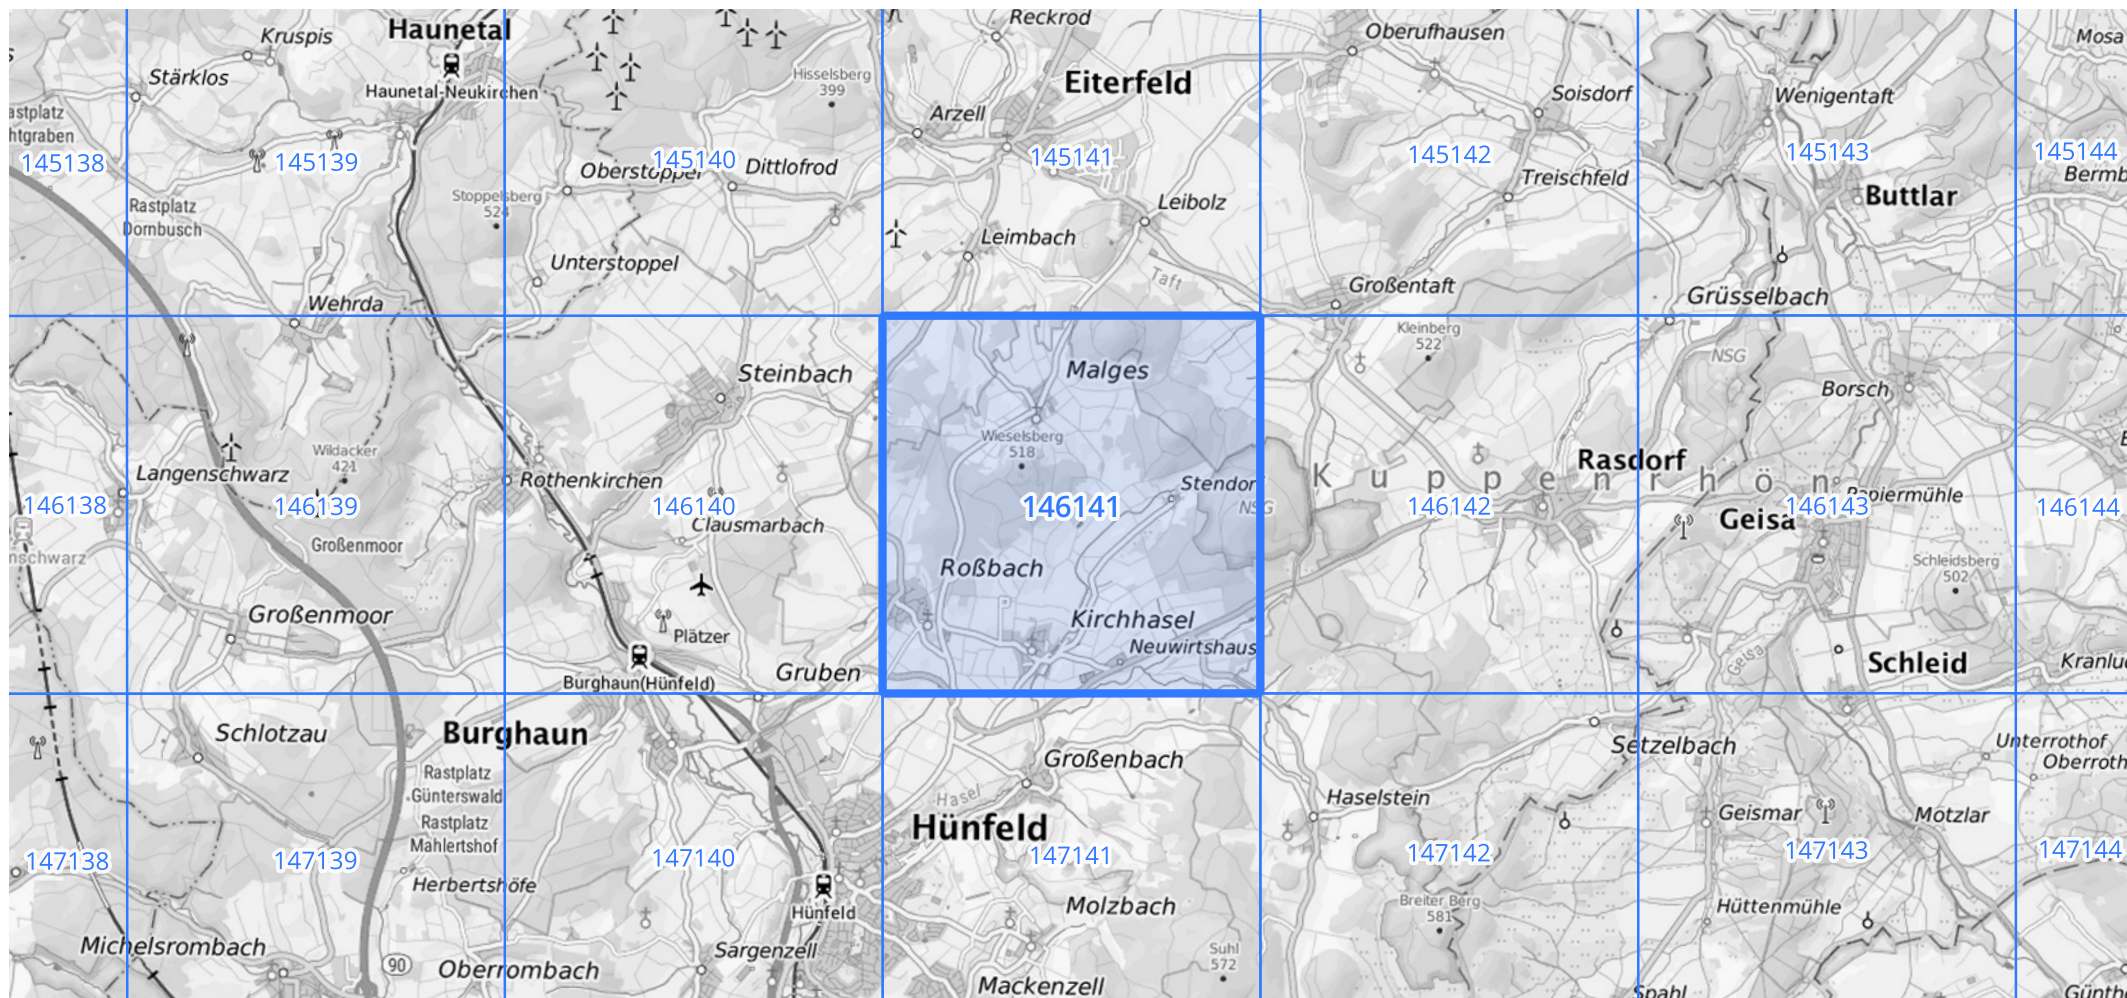 Haunetal
Kruspis
Stärklos
Haunetal-Neukirchen
Hisselsberg
399
Reckrod
Eiterfeld
Arzell
Oberufhausen
Soisdorf
Wenigentaft
Mosa
astplatz
htgraben
145138
145139
145140
145141
145142
145143
145144
Rastplatz
Dornbusch
Stoppelsberg
524
Oberstoppel
Dittlofrod
Leibolz
Leimbach
Treischfeld
Buttlar
Bermb
Unterstoppel
Taft
Großentaft
Grüsselbach
Wehrda
Steinbach
Malges
Kleinberg
522
NSG
Borsch
Wildacker
421
Wieselsberg
518
Langenschwarz
Rothenkirchen
Stendorf
NSG
Kuppenrhön
Rasdorf
Papiermühle
146138
146139
146140
146141
146142
146143
146144
Geisa
Clausmarbach
nschwarz
Großenmoor
Roßbach
Schleidsberg
502
Großenmoor
Plätzer
Kirchhasel
Neuwirtshaus
Geisa
Burghaun(Hünfeld)
Gruben
Schleid
Kranlu
Schlotzau
Burghaun
Großenbach
Setzelbach
Unterrothof
Oberroth
Rastplatz
Günterswald
Rastplatz
Mahlertshof
Hasel
Hünfeld
Haselstein
Geismar
Motzlar
147138
147139
147140
147141
147142
147143
147144
Herbertshöfe
Hünfeld
Molzbach
Breiter Berg
581
Hüttenmühle
Michelsrombach
90
Oberrombach
Sargenzell
Mackenzell
Suhl
572
Spahl
Günth